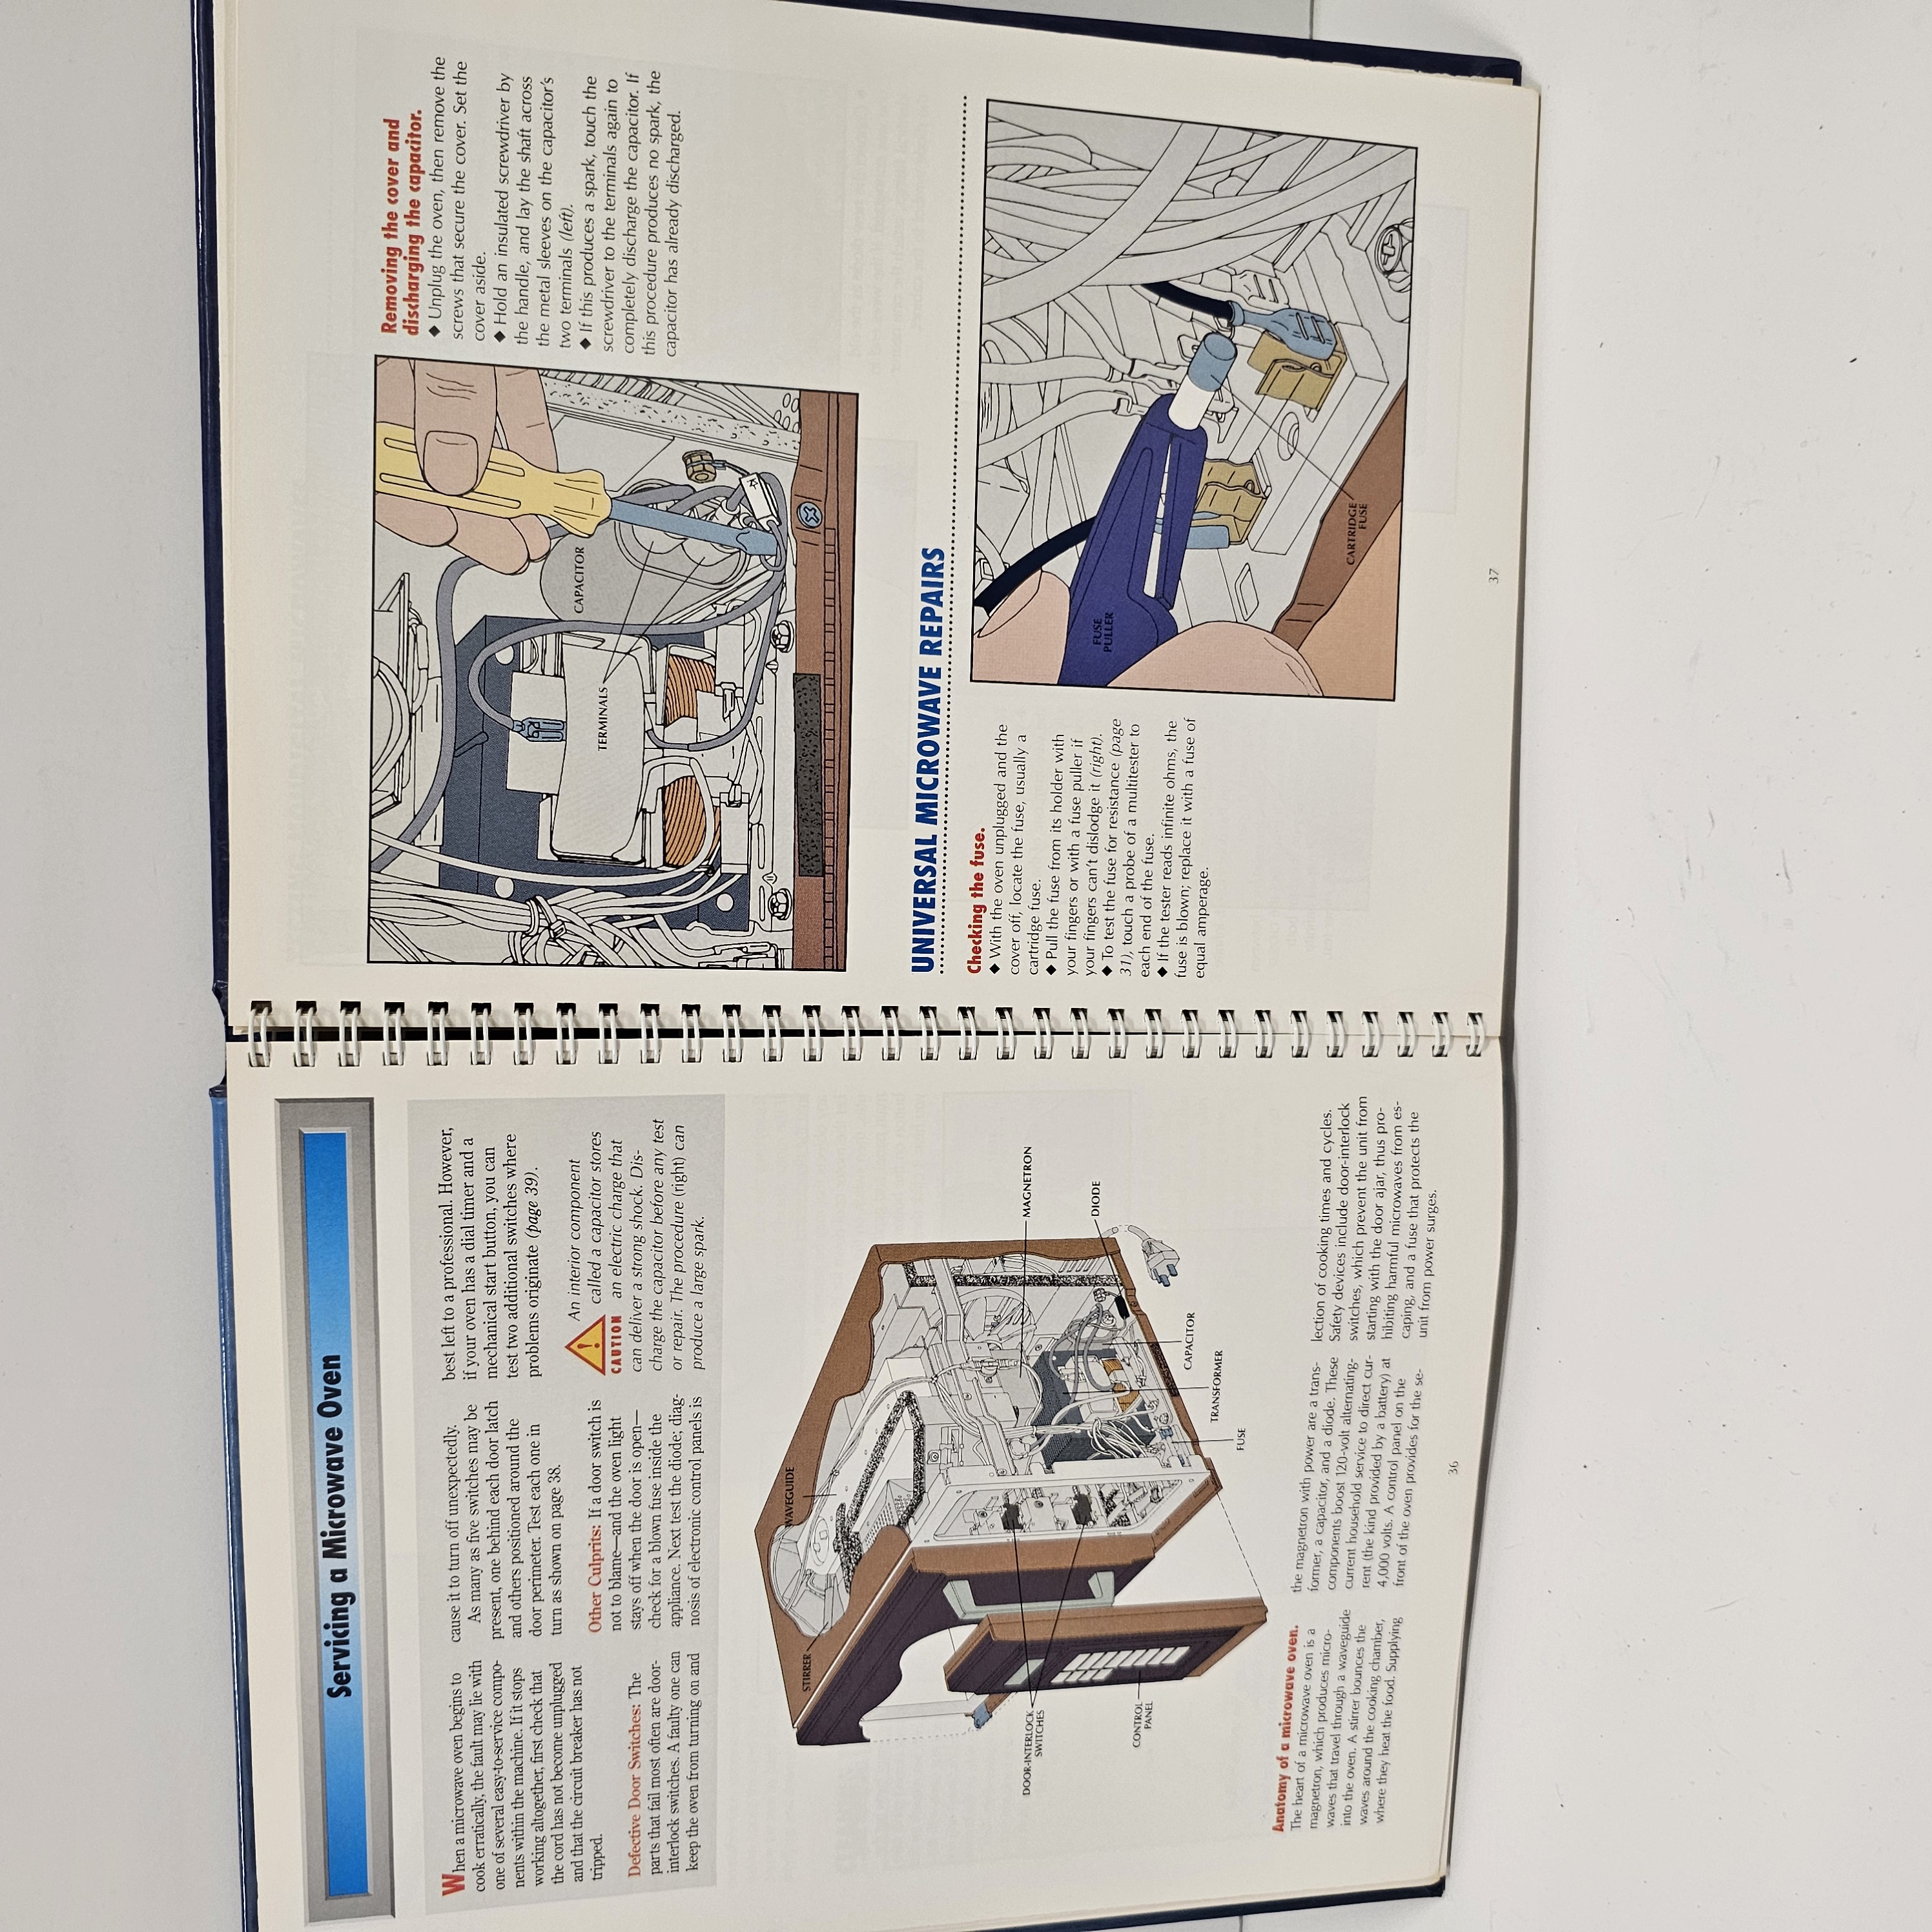 Servicing a Microwave Oven
When a microwave oven begins to
cook erratically, the fault may lie with
one of several easy-to-service compo-
nents within the machine. If it stops
working altogether, first check that
the cord has not become unplugged
and that the circuit breaker has not
tripped.
Defective Door Switches: The
parts that fail most often are door-
interlock switches. A faulty one can
keep the oven from turning on and
cause it to turn off unexpectedly.
As many as five switches may be
present, one behind each door latch
and others positioned around the
door perimeter. Test each one in
turn as shown on page 38.
Other Culprits: If a door switch is
not to blame—and the oven light
stays off when the door is open—
check for a blown fuse inside the
appliance. Next test the diode; diag-
nosis of electronic control panels is
best left to a professional. However,
if your oven has a dial timer and a
mechanical start button, you can
test two additional switches where
problems originate (page 39).
CAUTION
An interior component
called a capacitor stores
an electric charge that
can deliver a strong shock. Dis-
charge the capacitor before any test
or repair. The procedure (right) can
produce a large spark.
STIRRER
WAVEGUIDE
DOOR-INTERLOCK
SWITCHES
MAGNETRON
DIODE
CONTROL
PANEL
CAPACITOR
TRANSFORMER
FUSE
Anatomy of a microwave oven.
The heart of a microwave oven is a
magnetron, which produces micro-
waves that travel through a waveguide
into the oven. A stirrer bounces the
waves around the cooking chamber,
where they heat the food. Supplying
the magnetron with power are a trans-
former, a capacitor, and a diode. These
components boost 120-volt alternating-
current household service to direct cur-
rent (the kind provided by a battery) at
4,000 volts. A control panel on the
front of the oven provides for the se-
lection of cooking times and cycles.
Safety devices include door-interlock
switches, which prevent the unit from
starting with the door ajar, thus pro-
hibiting harmful microwaves from es-
caping, and a fuse that protects the
unit from power surges.
36
CAPACITOR
TERMINALS
Removing the cover and
discharging the capacitor.
◆ Unplug the oven, then remove the
screws that secure the cover. Set the
cover aside.
◆ Hold an insulated screwdriver by
the handle, and lay the shaft across
the metal sleeves on the capacitor's
two terminals (left).
◆ If this produces a spark, touch the
screwdriver to the terminals again to
completely discharge the capacitor. If
this procedure produces no spark, the
capacitor has already discharged.
UNIVERSAL MICROWAVE REPAIRS
Checking the fuse.
◆ With the oven unplugged and the
cover off, locate the fuse, usually a
cartridge fuse.
◆ Pull the fuse from its holder with
your fingers or with a fuse puller if
your fingers can't dislodge it (right).
◆ To test the fuse for resistance (page
31), touch a probe of a multitester to
each end of the fuse.
◆ If the tester reads infinite ohms, the
fuse is blown; replace it with a fuse of
equal amperage.
FUSE
PULLER
CARTRIDGE
FUSE
37